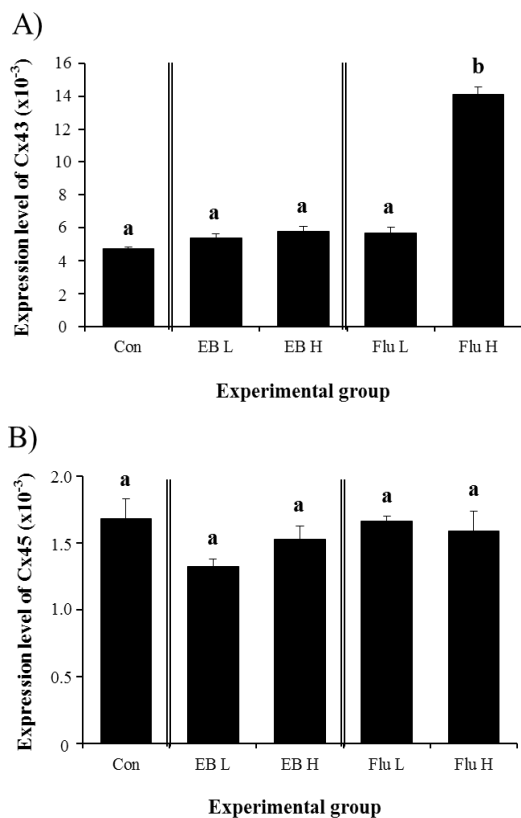 A)
Expression level of Cx43 (x10⁻³)
16
14
12
10
8
6
4
2
0
a
a
a
a
b
Con
EB L
EB H
Flu L
Flu H
Experimental group
B)
Expression level of Cx45 (x10⁻³)
2.0
1.5
1.0
0.5
0
a
a
a
a
a
Con
EB L
EB H
Flu L
Flu H
Experimental group